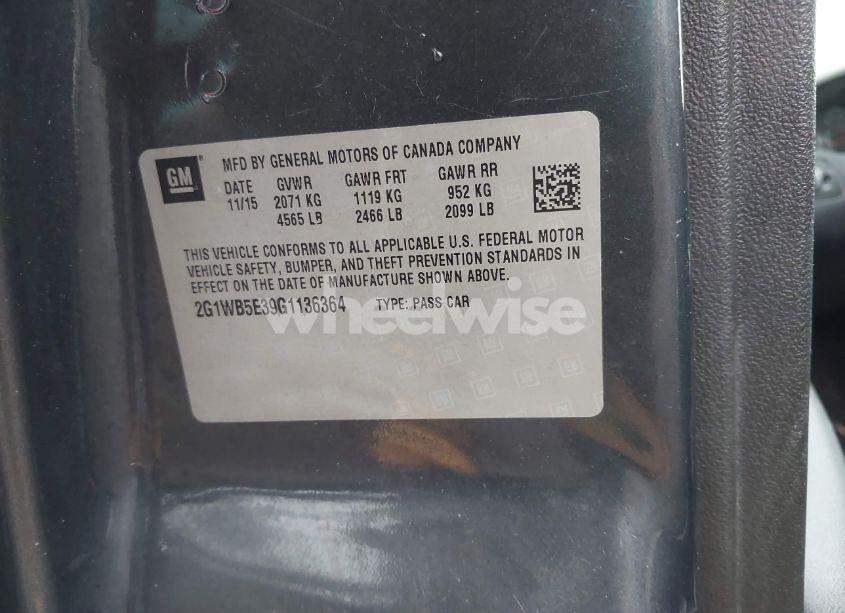 GM
MFD BY GENERAL MOTORS OF CANADA COMPANY
DATE GVWR GAWR FRT GAWR RR
11/15 2071 KG 1119 KG 952 KG
4565 LB 2466 LB 2099 LB
THIS VEHICLE CONFORMS TO ALL APPLICABLE U.S. FEDERAL MOTOR
VEHICLE SAFETY, BUMPER, AND THEFT PREVENTION STANDARDS IN
EFFECT ON THE DATE OF MANUFACTURE SHOWN ABOVE.
2G1WB5E39G1136364 TYPE: PASS CAR
wheelwise